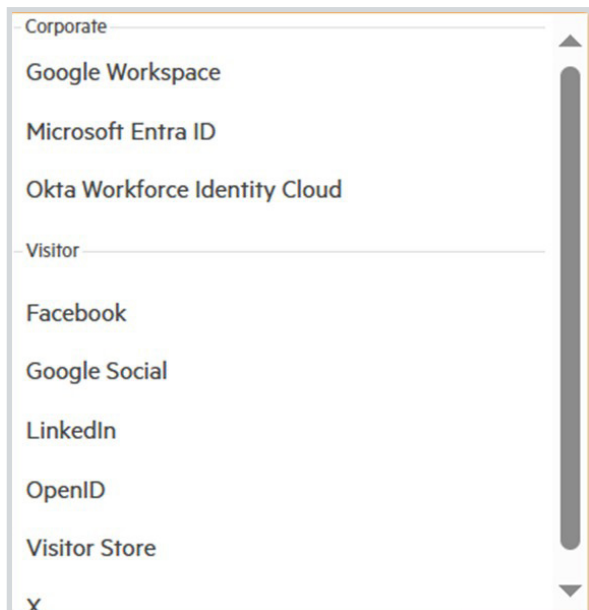 Corporate
Google Workspace
Microsoft Entra ID
Okta Workforce Identity Cloud
Visitor
Facebook
Google Social
LinkedIn
OpenID
Visitor Store
X